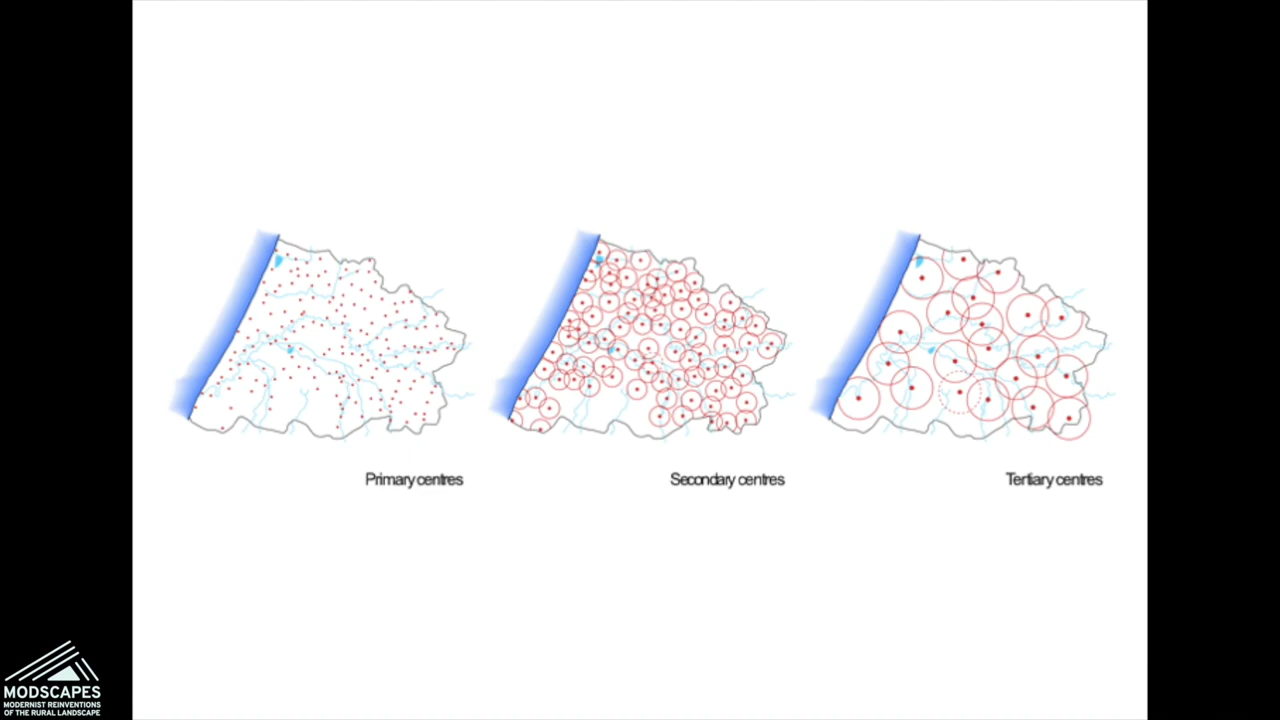 Primary centres
Secondary centres
Tertiary centres
MODSCAPES
MODERNIST REINVENTIONS
OF THE RURAL LANDSCAPE